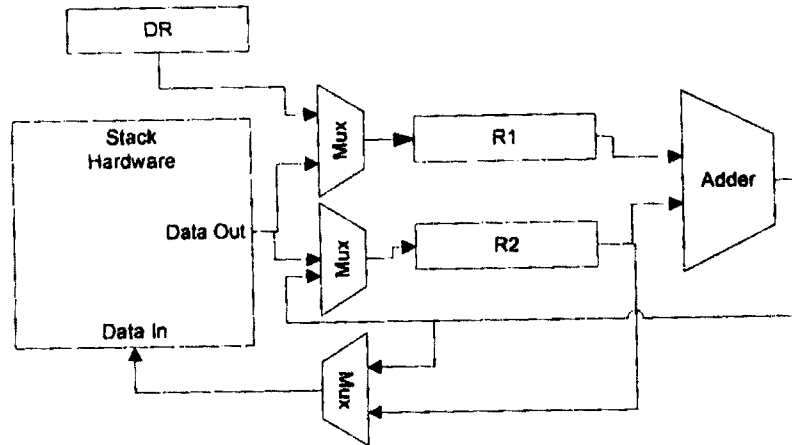 DR
Stack
Hardware
Data Out
Data In
Mux
R1
Mux
R2
Adder
Mux